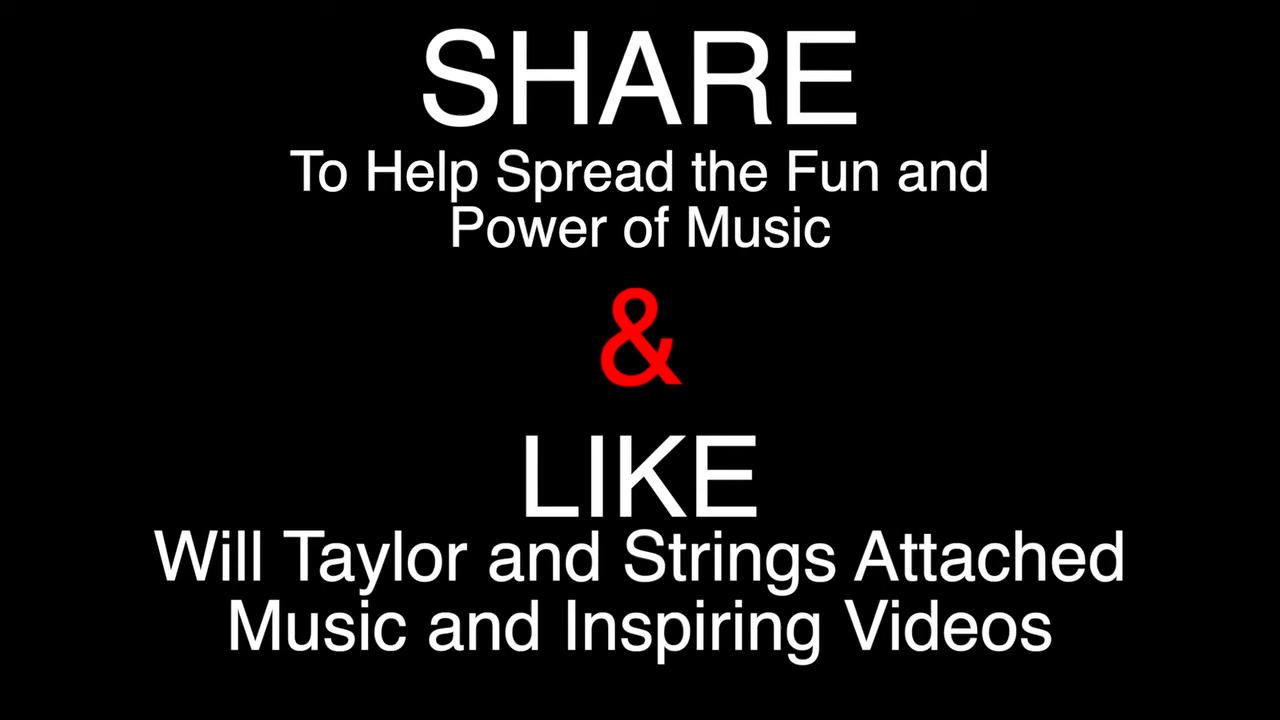 SHARE
To Help Spread the Fun and
Power of Music
&
LIKE
Will Taylor and Strings Attached
Music and Inspiring Videos